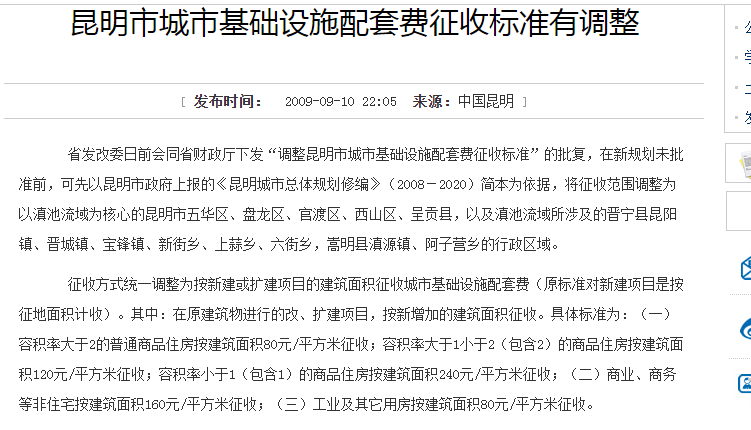 昆明市城市基础设施配套费征收标准有调整
[ 发布时间： 2009-09-10 22:05 来源：中国昆明 ]
省发改委日前会同省财政厅下发“调整昆明市城市基础设施配套费征收标准”的批复，在新规划未批
准前，可先以昆明市政府上报的《昆明城市总体规划修编》（2008－2020）简本为依据，将征收范围调整为
以滇池流域为核心的昆明市五华区、盘龙区、官渡区、西山区、呈贡县，以及滇池流域所涉及的晋宁县昆阳
镇、晋城镇、宝锋镇、新街乡、上蒜乡、六街乡，嵩明县滇源镇、阿子营乡的行政区域。
征收方式统一调整为按新建或扩建项目的建筑面积征收城市基础设施配套费（原标准对新建项目是按
征地面积计收）。其中：在原建筑物进行的改、扩建项目，按新增加的建筑面积征收。具体标准为：（一）
容积率大于2的普通商品住房按建筑面积80元/平方米征收；容积率大于1小于2（包含2）的商品住房按建筑面
积120元/平方米征收；容积率小于1（包含1）的商品住房按建筑面积240元/平方米征收；（二）商业、商务
等非住宅按建筑面积160元/平方米征收；（三）工业及其它用房按建筑面积80元/平方米征收。